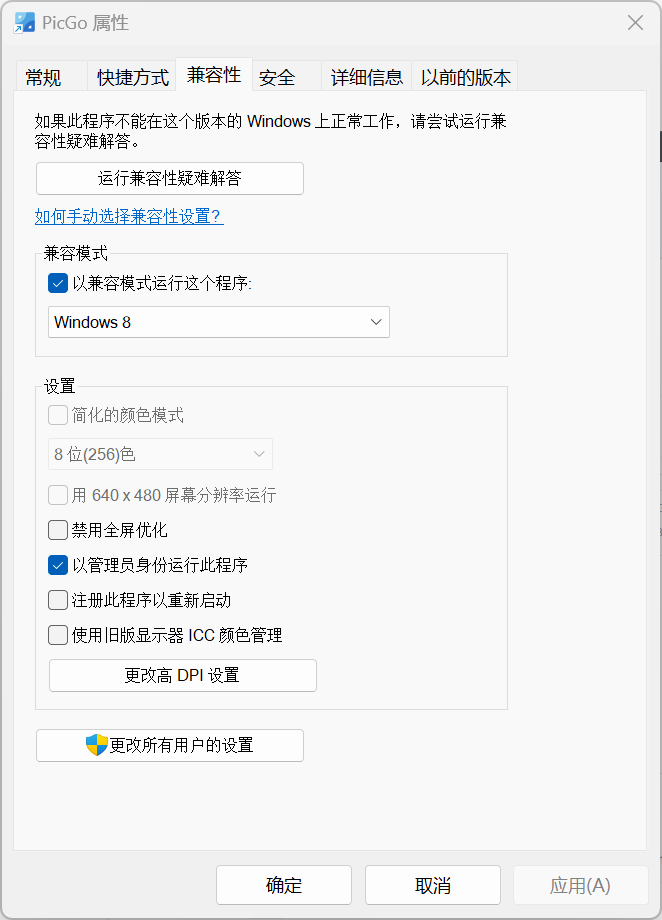 PicGo 属性
常规 快捷方式 兼容性 安全 详细信息 以前的版本
如果此程序不能在这个版本的 Windows 上正常工作，请尝试运行兼
容性疑难解答。
运行兼容性疑难解答
如何手动选择兼容性设置?
兼容模式
以兼容模式运行这个程序:
Windows 8
设置
简化的颜色模式
8 位(256)色
用 640 x 480 屏幕分辨率运行
禁用全屏优化
以管理员身份运行此程序
注册此程序以重新启动
使用旧版显示器 ICC 颜色管理
更改高 DPI 设置
更改所有用户的设置
确定 取消 应用(A)